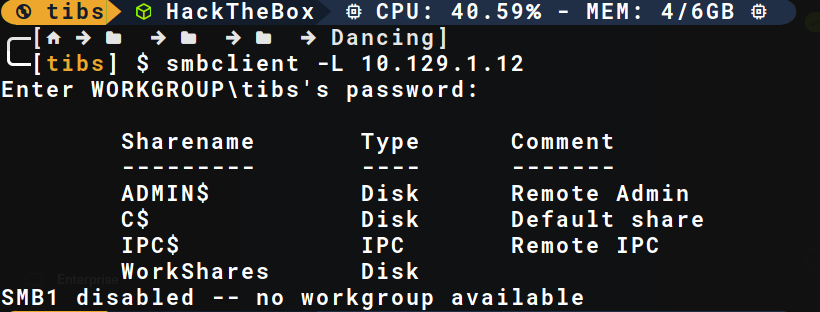 tibs HackTheBox CPU: 40.59% - MEM: 4/6GB
[ Dancing]
[tibs] $ smbclient -L 10.129.1.12
Enter WORKGROUP\tibs's password:
Sharename Type Comment
--------- ---- -------
ADMIN$ Disk Remote Admin
C$ Disk Default share
IPC$ IPC Remote IPC
WorkShares Disk
Enterprise
SMB1 disabled -- no workgroup available